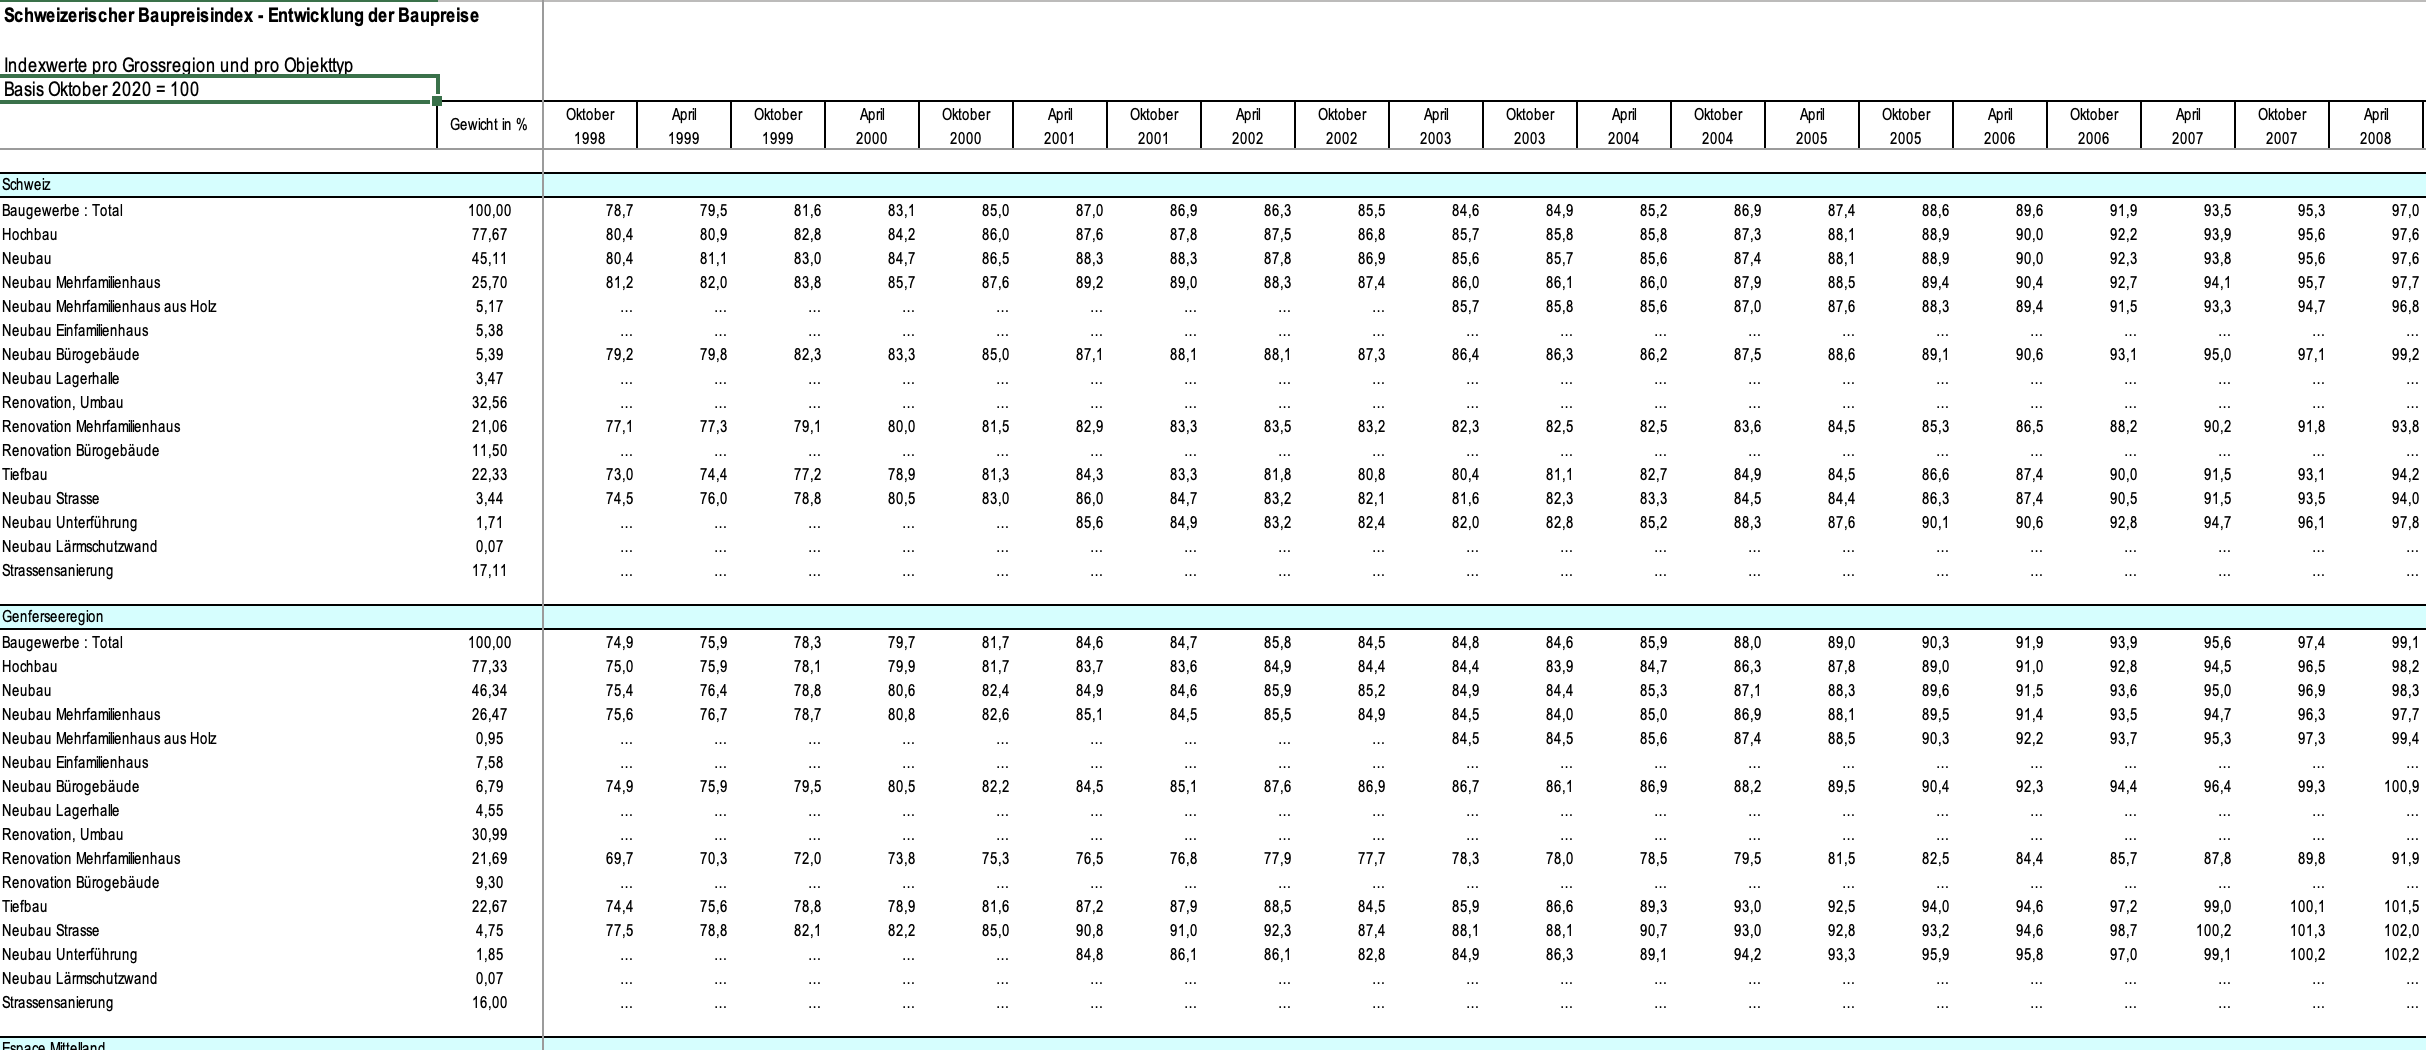 Schweizerischer Baupreisindex - Entwicklung der Baupreise
Indexwerte pro Grossregion und pro Objekttyp
Basis Oktober 2020 = 100
Gewicht in % Oktober 1998 April 1999 Oktober 1999 April 2000 Oktober 2000 April 2001 Oktober 2001 April 2002 Oktober 2002 April 2003 Oktober 2003 April 2004 Oktober 2004 April 2005 Oktober 2005 April 2006 Oktober 2006 April 2007 Oktober 2007 April 2008
Schweiz
Baugewerbe : Total 100,00 78,7 79,5 81,6 83,1 85,0 87,0 86,9 86,3 85,5 84,6 84,9 85,2 86,9 87,4 88,6 89,6 91,9 93,5 95,3 97,0
Hochbau 77,67 80,4 80,9 82,8 84,2 86,0 87,6 87,8 87,5 86,8 85,7 85,8 85,8 87,3 88,1 88,9 90,0 92,2 93,9 95,6 97,6
Neubau 45,11 80,4 81,1 83,0 84,7 86,5 88,3 88,3 87,8 86,9 85,6 85,7 85,6 87,4 88,1 88,9 90,0 92,3 93,8 95,6 97,6
Neubau Mehrfamilienhaus 25,70 81,2 82,0 83,8 85,7 87,6 89,2 89,0 88,3 87,4 86,0 86,1 86,0 87,9 88,5 89,4 90,4 92,7 94,1 95,7 97,7
Neubau Mehrfamilienhaus aus Holz 5,17 ... ... ... ... ... ... ... ... ... 85,7 85,8 85,6 87,0 87,6 88,3 89,4 91,5 93,3 94,7 96,8
Neubau Einfamilienhaus 5,38 ... ... ... ... ... ... ... ... ... ... ... ... ... ... ... ... ... ... ... ...
Neubau Bürogebäude 5,39 79,2 79,8 82,3 83,3 85,0 87,1 88,1 88,1 87,3 86,4 86,3 86,2 87,5 88,6 89,1 90,6 93,1 95,0 97,1 99,2
Neubau Lagerhalle 3,47 ... ... ... ... ... ... ... ... ... ... ... ... ... ... ... ... ... ... ... ...
Renovation, Umbau 32,56 ... ... ... ... ... ... ... ... ... ... ... ... ... ... ... ... ... ... ... ...
Renovation Mehrfamilienhaus 21,06 77,1 77,3 79,1 80,0 81,5 82,9 83,3 83,5 83,2 82,3 82,5 82,5 83,6 84,5 85,3 86,5 88,2 90,2 91,8 93,8
Renovation Bürogebäude 11,50 ... ... ... ... ... ... ... ... ... ... ... ... ... ... ... ... ... ... ... ...
Tiefbau 22,33 73,0 74,4 77,2 78,9 81,3 84,3 83,3 81,8 80,8 80,4 81,1 82,7 84,9 84,5 86,6 87,4 90,0 91,5 93,1 94,2
Neubau Strasse 3,44 74,5 76,0 78,8 80,5 83,0 86,0 84,7 83,2 82,1 81,6 82,3 83,3 84,5 84,4 86,3 87,4 90,5 91,5 93,5 94,0
Neubau Unterführung 1,71 ... ... ... ... ... 85,6 84,9 83,2 82,4 82,0 82,8 85,2 88,3 87,6 90,1 90,6 92,8 94,7 96,1 97,8
Neubau Lärmschutzwand 0,07 ... ... ... ... ... ... ... ... ... ... ... ... ... ... ... ... ... ... ... ...
Strassensanierung 17,11 ... ... ... ... ... ... ... ... ... ... ... ... ... ... ... ... ... ... ... ...
Genferseeregion
Baugewerbe : Total 100,00 74,9 75,9 78,3 79,7 81,7 84,6 84,7 85,8 84,5 84,8 84,6 85,9 88,0 89,0 90,3 91,9 93,9 95,6 97,4 99,1
Hochbau 77,33 75,0 75,9 78,1 79,9 81,7 83,7 83,6 84,9 84,4 84,4 83,9 84,7 86,3 87,8 89,0 91,0 92,8 94,5 96,5 98,2
Neubau 46,34 75,4 76,4 78,8 80,6 82,4 84,9 84,6 85,9 85,2 84,9 84,4 85,3 87,1 88,3 89,6 91,5 93,6 95,0 96,9 98,3
Neubau Mehrfamilienhaus 26,47 75,6 76,7 78,7 80,8 82,6 85,1 84,5 85,5 84,9 84,5 84,0 85,0 86,9 88,1 89,5 91,4 93,5 94,7 96,3 97,7
Neubau Mehrfamilienhaus aus Holz 0,95 ... ... ... ... ... ... ... ... ... 84,5 84,5 85,6 87,4 88,5 90,3 92,2 93,7 95,3 97,3 99,4
Neubau Einfamilienhaus 7,58 ... ... ... ... ... ... ... ... ... ... ... ... ... ... ... ... ... ... ... ...
Neubau Bürogebäude 6,79 74,9 75,9 79,5 80,5 82,2 84,5 85,1 87,6 86,9 86,7 86,1 86,9 88,2 89,5 90,4 92,3 94,4 96,4 99,3 100,9
Neubau Lagerhalle 4,55 ... ... ... ... ... ... ... ... ... ... ... ... ... ... ... ... ... ... ... ...
Renovation, Umbau 30,99 ... ... ... ... ... ... ... ... ... ... ... ... ... ... ... ... ... ... ... ...
Renovation Mehrfamilienhaus 21,69 69,7 70,3 72,0 73,8 75,3 76,5 76,8 77,9 77,7 78,3 78,0 78,5 79,5 81,5 82,5 84,4 85,7 87,8 89,8 91,9
Renovation Bürogebäude 9,30 ... ... ... ... ... ... ... ... ... ... ... ... ... ... ... ... ... ... ... ...
Tiefbau 22,67 74,4 75,6 78,8 78,9 81,6 87,2 87,9 88,5 84,5 85,9 86,6 89,3 93,0 92,5 94,0 94,6 97,2 99,0 100,1 101,5
Neubau Strasse 4,75 77,5 78,8 82,1 82,2 85,0 90,8 91,0 92,3 87,4 88,1 88,1 90,7 93,0 92,8 93,2 94,6 98,7 100,2 101,3 102,0
Neubau Unterführung 1,85 ... ... ... ... ... 84,8 86,1 86,1 82,8 84,9 86,3 89,1 94,2 93,3 95,9 95,8 97,0 99,1 100,2 102,2
Neubau Lärmschutzwand 0,07 ... ... ... ... ... ... ... ... ... ... ... ... ... ... ... ... ... ... ... ...
Strassensanierung 16,00 ... ... ... ... ... ... ... ... ... ... ... ... ... ... ... ... ... ... ... ...
Espace Mittelland